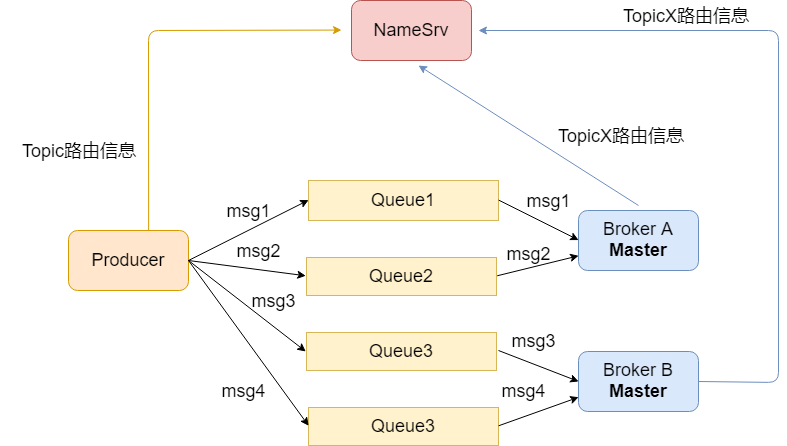 TopicX路由信息
NameSrv
TopicX路由信息
Topic路由信息
Queue1
msg1
msg1
Broker A
Master
msg2
msg2
Producer
Queue2
msg3
msg3
Queue3
Broker B
Master
msg4
msg4
Queue3